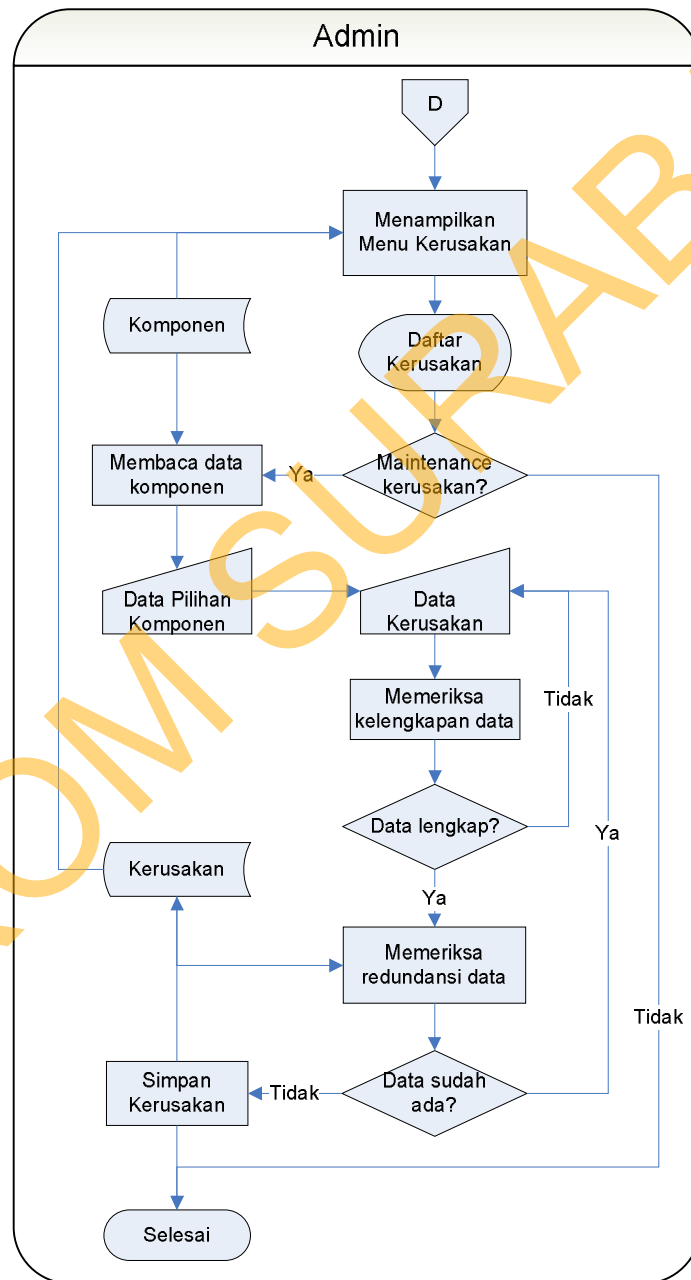 Admin
D
Menampilkan
Menu Kerusakan
Komponen
Daftar
Kerusakan
Membaca data
komponen
Ya
Maintenance
kerusakan?
Data Pilihan
Komponen
Data
Kerusakan
Memeriksa
kelengkapan data
Tidak
Data lengkap?
Ya
Kerusakan
Ya
Memeriksa
redundansi data
Tidak
Simpan
Kerusakan
Tidak
Data sudah
ada?
Selesai
OM SURAB